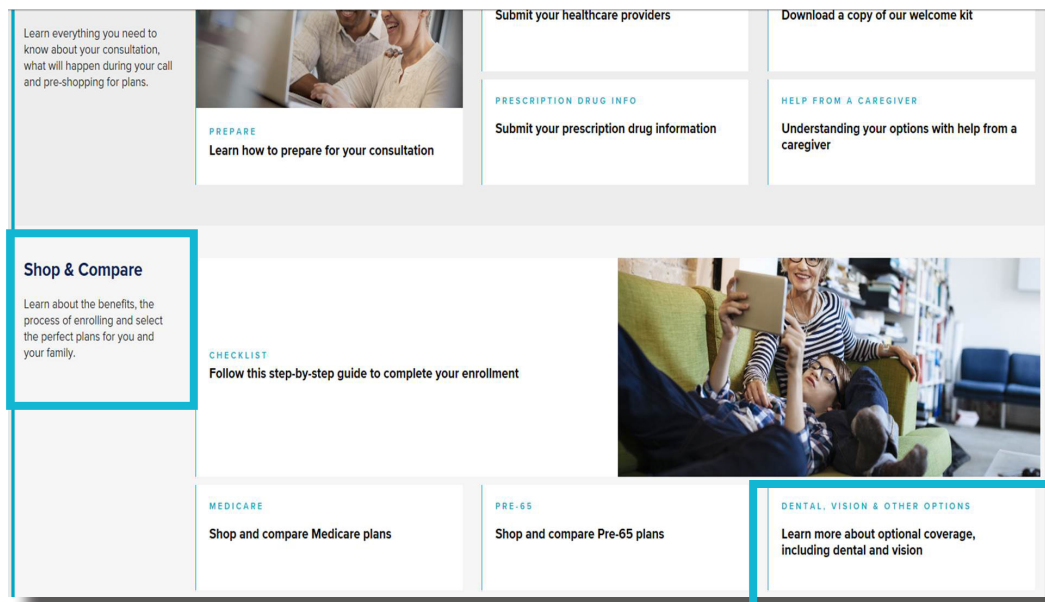 Learn everything you need to
know about your consultation,
what will happen during your call
and pre-shopping for plans.
PREPARE
Learn how to prepare for your consultation
Submit your healthcare providers
Download a copy of our welcome kit
PRESCRIPTION DRUG INFO
Submit your prescription drug information
HELP FROM A CAREGIVER
Understanding your options with help from a
caregiver
Shop & Compare
Learn about the benefits, the
process of enrolling and select
the perfect plans for you and
your family.
CHECKLIST
Follow this step-by-step guide to complete your enrollment
MEDICARE
Shop and compare Medicare plans
PRE-65
Shop and compare Pre-65 plans
DENTAL, VISION & OTHER OPTIONS
Learn more about optional coverage,
including dental and vision